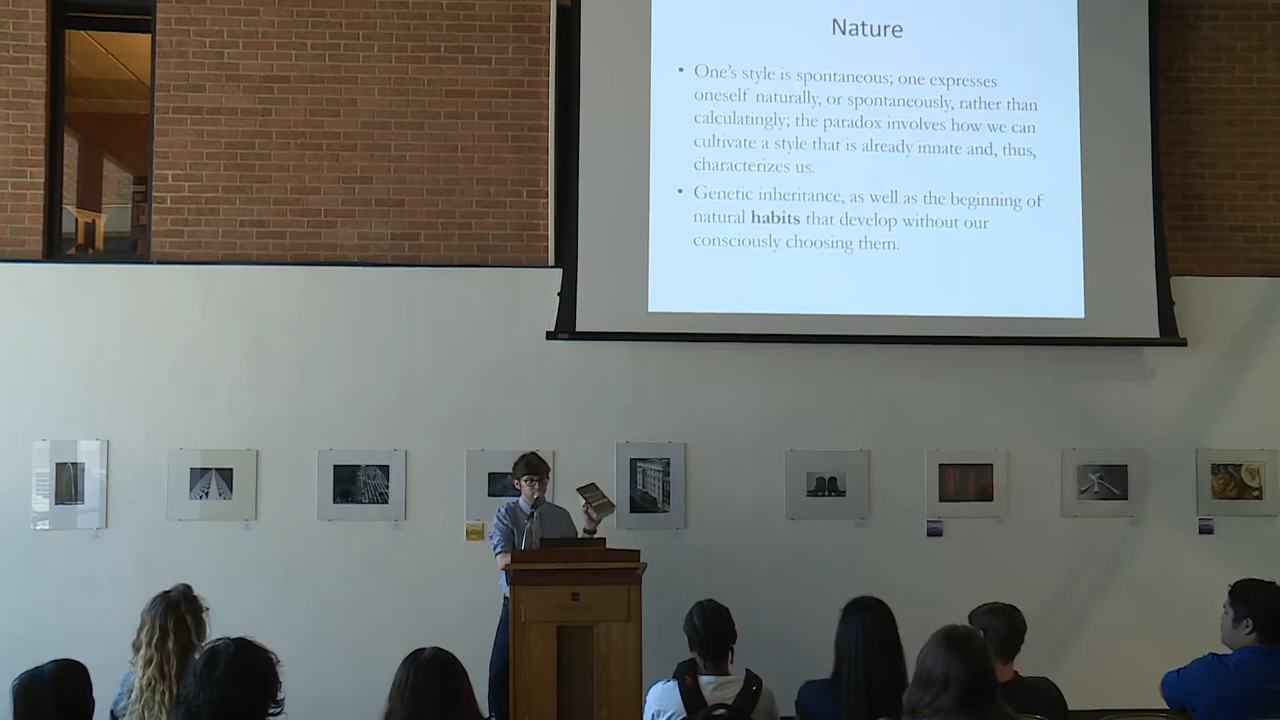 Nature
• One's style is spontaneous; one expresses
oneself naturally, or spontaneously, rather than
calculatingly; the paradox involves how we can
cultivate a style that is already innate and, thus,
characterizes us.
• Genetic inheritance, as well as the beginning of
natural habits that develop without our
consciously choosing them.